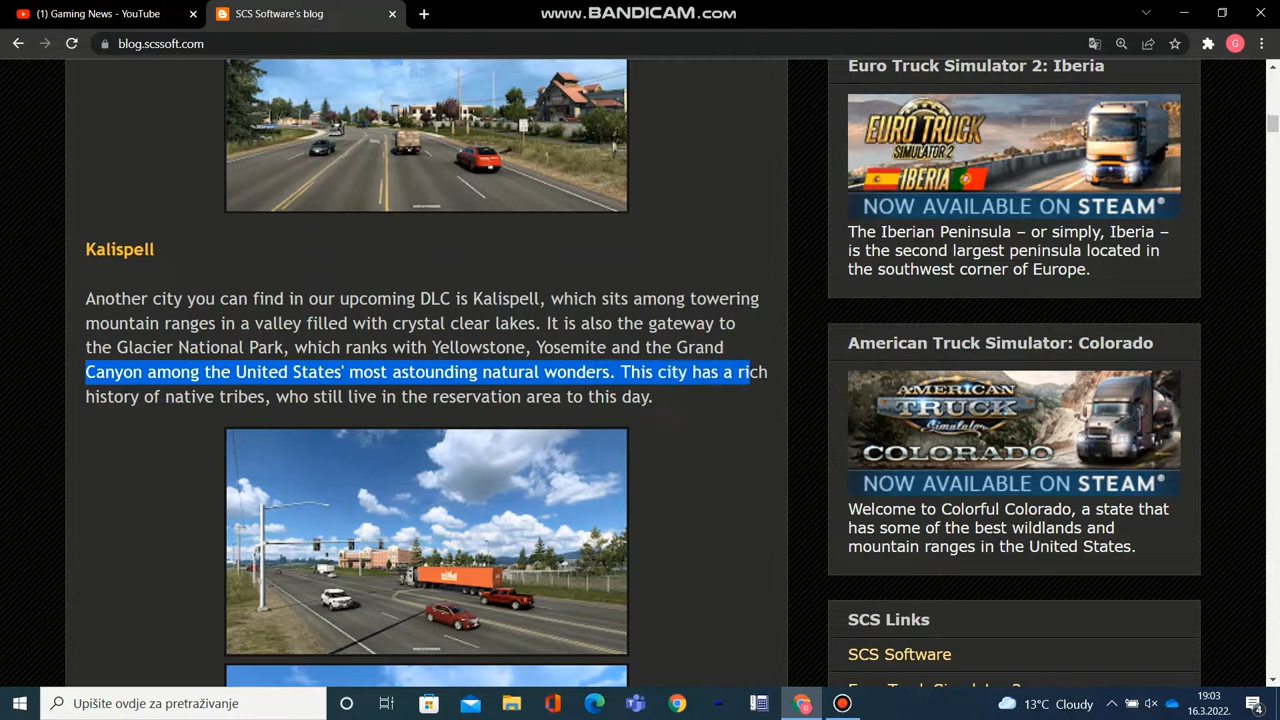 (1) Gaming News - YouTube
SCS Software's blog
www.BANDICAM.com
blog.scssoft.com
G
Kalispell
Another city you can find in our upcoming DLC is Kalispell, which sits among towering
mountain ranges in a valley filled with crystal clear lakes. It is also the gateway to
the Glacier National Park, which ranks with Yellowstone, Yosemite and the Grand
Canyon among the United States' most astounding natural wonders. This city has a rich
history of native tribes, who still live in the reservation area to this day.
Euro Truck Simulator 2: Iberia
EURO TRUCK
SIMULATOR 2
IBERIA
NOW AVAILABLE ON STEAM®
The Iberian Peninsula – or simply, Iberia –
is the second largest peninsula located in
the southwest corner of Europe.
American Truck Simulator: Colorado
AMERICAN
TRUCK
Simulator
COLORADO
NOW AVAILABLE ON STEAM®
Welcome to Colorful Colorado, a state that
has some of the best wildlands and
mountain ranges in the United States.
SCS Links
SCS Software
Upišite ovdje za pretraživanje
13°C Cloudy
19:03
16.3.2022.
4